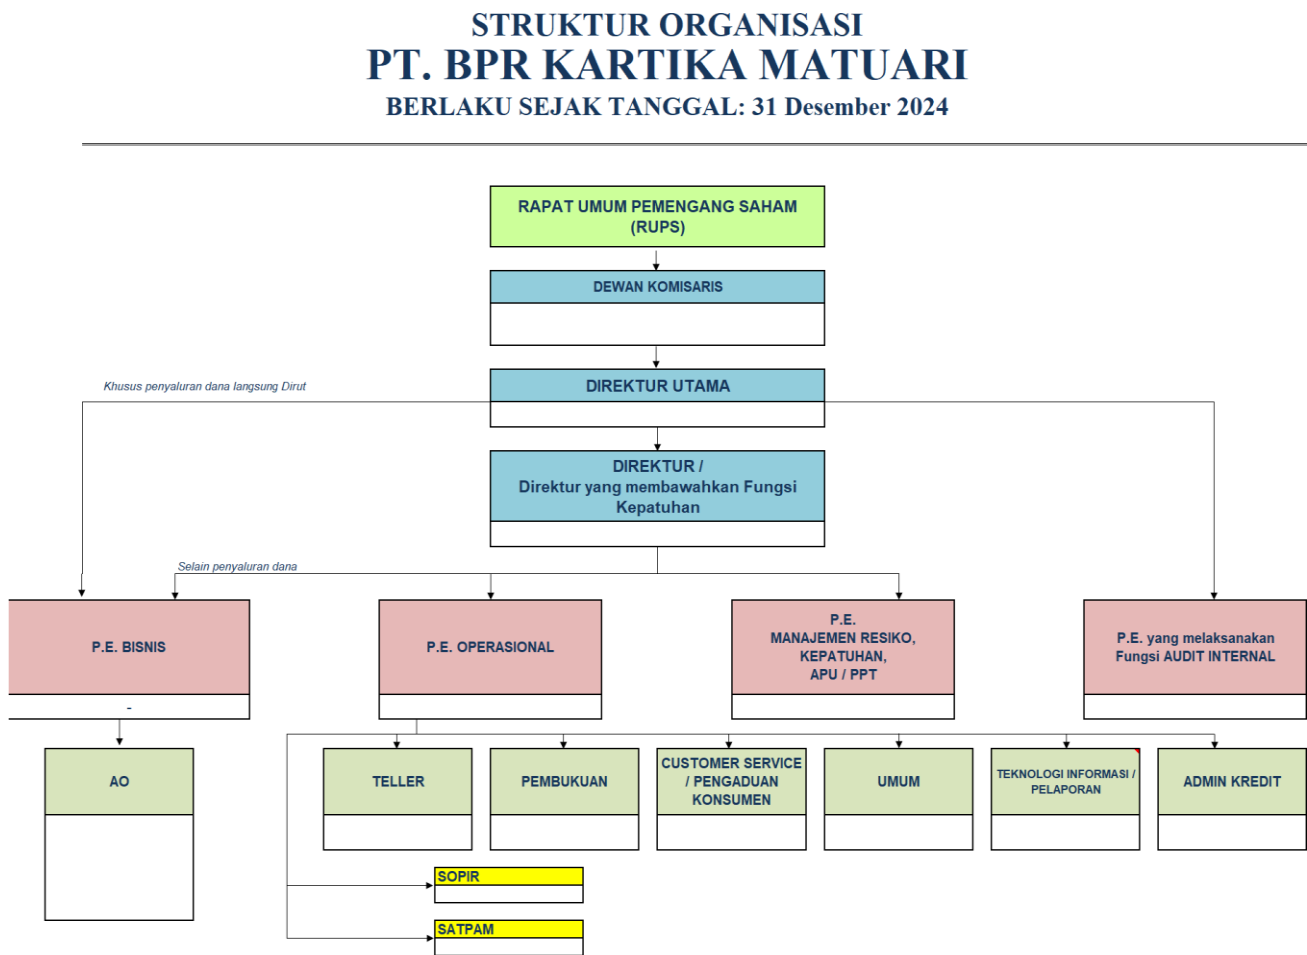 STRUKTUR ORGANISASI
PT. BPR KARTIKA MATUARI
BERLAKU SEJAK TANGGAL: 31 Desember 2024
RAPAT UMUM PEMENGANG SAHAM
(RUPS)
DEWAN KOMISARIS
Khusus penyaluran dana langsung Dirut
DIREKTUR UTAMA
DIREKTUR /
Direktur yang membawahkan Fungsi
Kepatuhan
Selain penyaluran dana
P.E. BISNIS
-
P.E. OPERASIONAL
P.E.
MANAJEMEN RESIKO,
KEPATUHAN,
APU / PPT
P.E. yang melaksanakan
Fungsi AUDIT INTERNAL
AO
TELLER
PEMBUKUAN
CUSTOMER SERVICE
/ PENGADUAN
KONSUMEN
UMUM
TEKNOLOGI INFORMASI /
PELAPORAN
ADMIN KREDIT
SOPIR
SATPAM